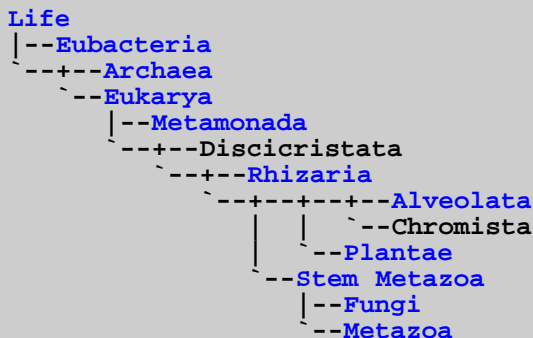 Life
|--Eubacteria
`--+--Archaea
   `--Eukarya
      |--Metamonada
      `--+--Discicristata
         `--+--Rhizaria
            `--+--+--+--Alveolata
               |  |  `--Chromista
               |  `--Plantae
               `--Stem Metazoa
                  |--Fungi
                  `--Metazoa